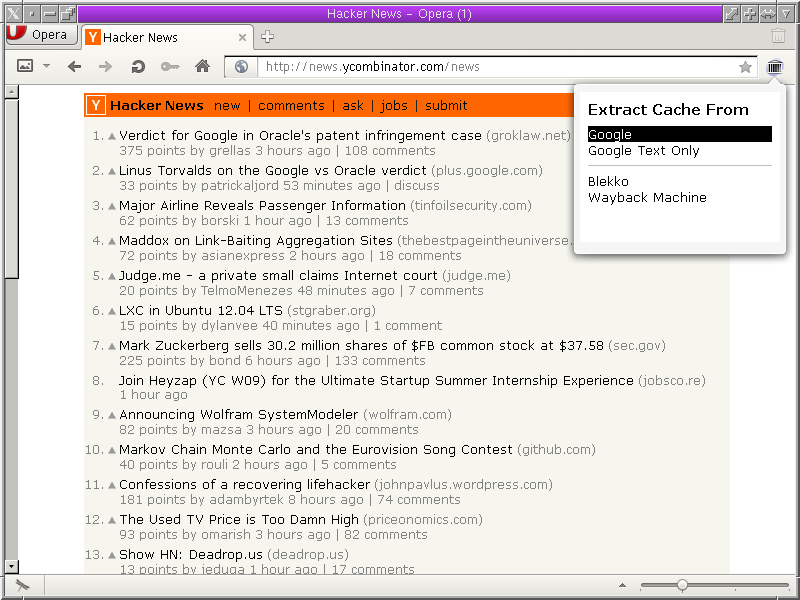 Hacker News - Opera (1)
Opera
Y Hacker News
http://news.ycombinator.com/news
Y Hacker News new | comments | ask | jobs | submit
Extract Cache From
Google
Google Text Only
Blekko
Wayback Machine
1. Verdict for Google in Oracle's patent infringement case (groklaw.net)
375 points by grellas 3 hours ago | 108 comments
2. Linus Torvalds on the Google vs Oracle verdict (plus.google.com)
33 points by patrickaljord 53 minutes ago | discuss
3. Major Airline Reveals Passenger Information (tinfoilsecurity.com)
62 points by borski 1 hour ago | 13 comments
4. Maddox on Link-Baiting Aggregation Sites (thebestpageintheuniverse.
72 points by asianexpress 2 hours ago | 18 comments
5. Judge.me - a private small claims Internet court (judge.me)
20 points by TelmoMenezes 48 minutes ago | 7 comments
6. LXC in Ubuntu 12.04 LTS (stgraber.org)
15 points by dylanvee 40 minutes ago | 1 comment
7. Mark Zuckerberg sells 30.2 million shares of $FB common stock at $37.58 (sec.gov)
225 points by bond 6 hours ago | 133 comments
8. Join Heyzap (YC W09) for the Ultimate Startup Summer Internship Experience (jobsco.re)
1 hour ago
9. Announcing Wolfram SystemModeler (wolfram.com)
82 points by mazsa 3 hours ago | 20 comments
10. Markov Chain Monte Carlo and the Eurovision Song Contest (github.com)
40 points by rouli 2 hours ago | 5 comments
11. Confessions of a recovering lifehacker (johnpavlus.wordpress.com)
181 points by adambyrtek 8 hours ago | 74 comments
12. The Used TV Price is Too Damn High (priceonomics.com)
93 points by omarish 3 hours ago | 82 comments
13. Show HN: Deadrop.us (deadrop.us)
13 points by jeduga 1 hour ago | 17 comments